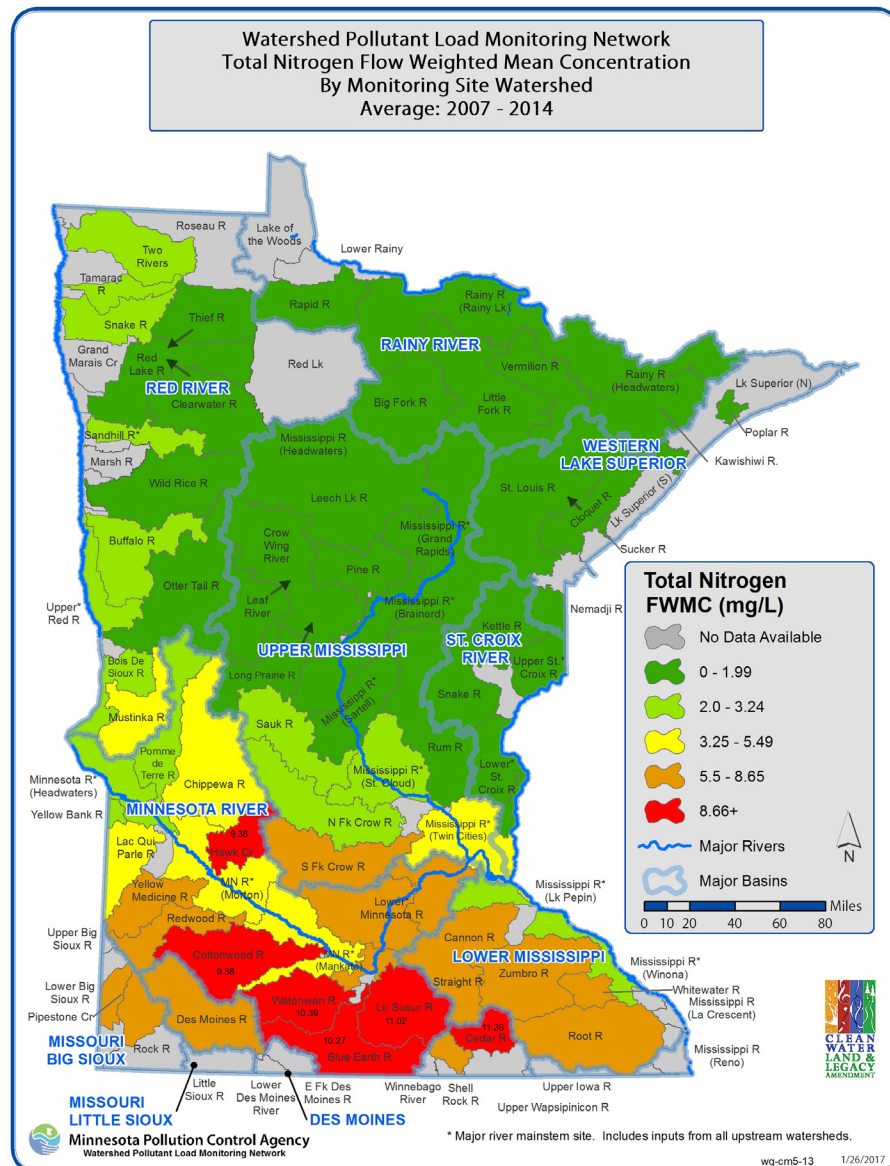 Watershed Pollutant Load Monitoring Network
Total Nitrogen Flow Weighted Mean Concentration
By Monitoring Site Watershed
Average: 2007 - 2014
Roseau R
Lake of
the Woods
Lower Rainy
Two
Rivers
Tamarac
R
Snake R
Thief R
Rapid R
Rainy R
(Rainy Lk)
Grand
Marais Cr
Red
Lake R
RED RIVER
Red Lk
RAINY RIVER
Vermilion R
Rainy R
(Headwaters)
Lk Superior (N)
Clearwater R
Big Fork R
Little
Fork R
Poplar R
Sandhill R*
Mississippi R
(Headwaters)
WESTERN
LAKE SUPERIOR
Kawishiwi R.
Marsh R
Wild Rice R
Leech Lk R
St. Louis R
Cloquet R
Lk Superior (S)
Mississippi R*
(Grand
Rapids)
Buffalo R
Crow
Wing
River
Sucker R
Otter Tail R
Pine R
Leaf
River
Mississippi R*
(Brainerd)
Nemadji R
Upper*
Red R
Kettle R
UPPER MISSISSIPPI
ST. CROIX
RIVER
Bois De
Sioux R
Long Praine R
Upper St.*
Croix R
Mississippi R*
(Sartell)
Snake R
Mustinka R
Sauk R
Rum R
Pomme
de
Terre R
Minnesota R*
(Headwaters)
Chippewa R
Mississippi R*
(St. Cloud)
Lower*
St.
Croix R
Yellow Bank R
MINNESOTA RIVER
N Fk Crow R
Mississippi R*
(Twin Cities)
Lac Qui
Parle R
9.38
Hawk Cr
S Fk Crow R
Yellow
Medicine R
MN R*
(Morton)
Lower
Minnesota R
Mississippi R*
(Lk Pepin)
Upper Big
Sioux R
Redwood R
Cottonwood R
9.38
MN R*
(Mankato)
Cannon R
LOWER MISSISSIPPI
Zumbro R
Mississippi R*
(Winona)
Lower Big
Sioux R
Pipestone Cr
Straight R
Whitewater R
Mississippi R
(La Crescent)
Des Moines R
Watonwan R
10.39
Le Sueur R
11.02
11.26
Cedar R
Root R
MISSOURI
BIG SIOUX
Rock R
10.27
Blue Earth R
Mississippi R
(Reno)
Little
Sioux R
Lower
Des Moines
River
E Fk Des
Moines R
Winnebago
River
Shell
Rock R
Upper Iowa R
Upper Wapsipinicon R
MISSOURI
LITTLE SIOUX
DES MOINES
Total Nitrogen
FWMC (mg/L)
No Data Available
0 - 1.99
2.0 - 3.24
3.25 - 5.49
5.5 - 8.65
8.66+
Major Rivers
Major Basins
Miles
0 10 20 40 60 80
N
CLEAN
WATER
LAND &
LEGACY
AMENDMENT
Minnesota Pollution Control Agency
Watershed Pollutant Load Monitoring Network
* Major river mainstem site. Includes inputs from all upstream watersheds.
wq-cm5-13 1/26/2017